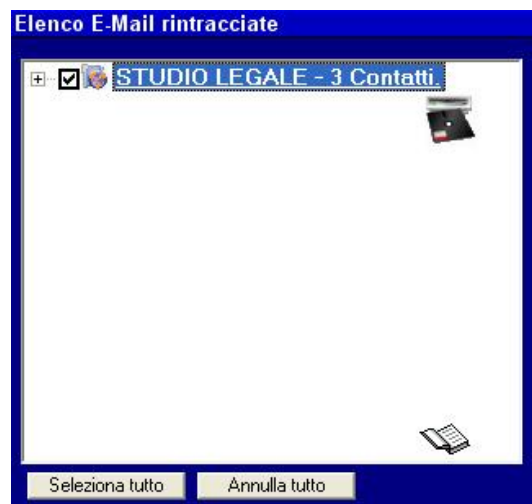 Elenco E-Mail rintracciate
STUDIO LEGALE - 3 Contatti.
Seleziona tutto
Annulla tutto